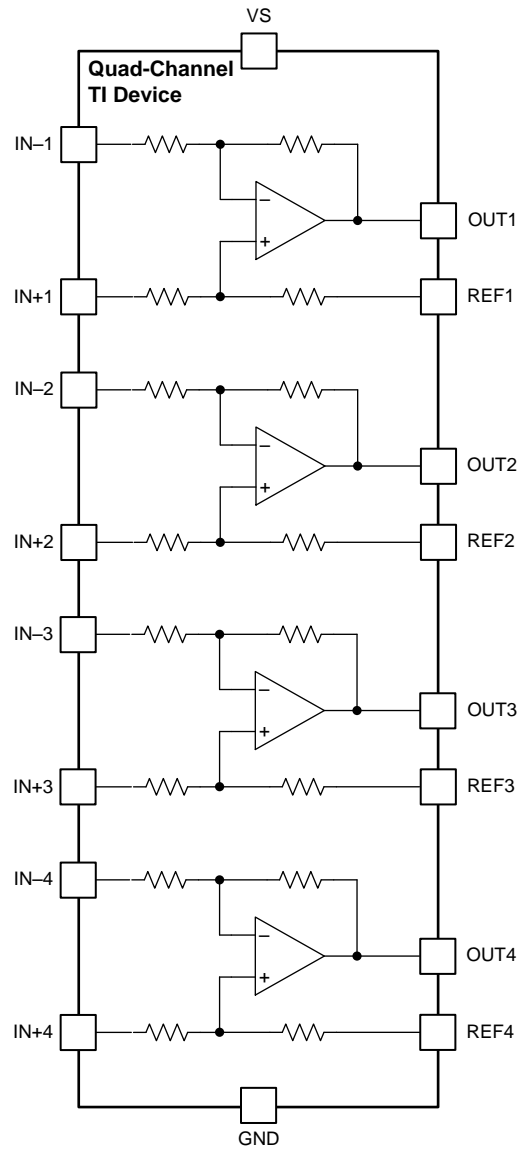 VS
Quad-Channel
TI Device
IN–1
OUT1
IN+1
REF1
IN–2
OUT2
IN+2
REF2
IN–3
OUT3
IN+3
REF3
IN–4
OUT4
IN+4
REF4
GND